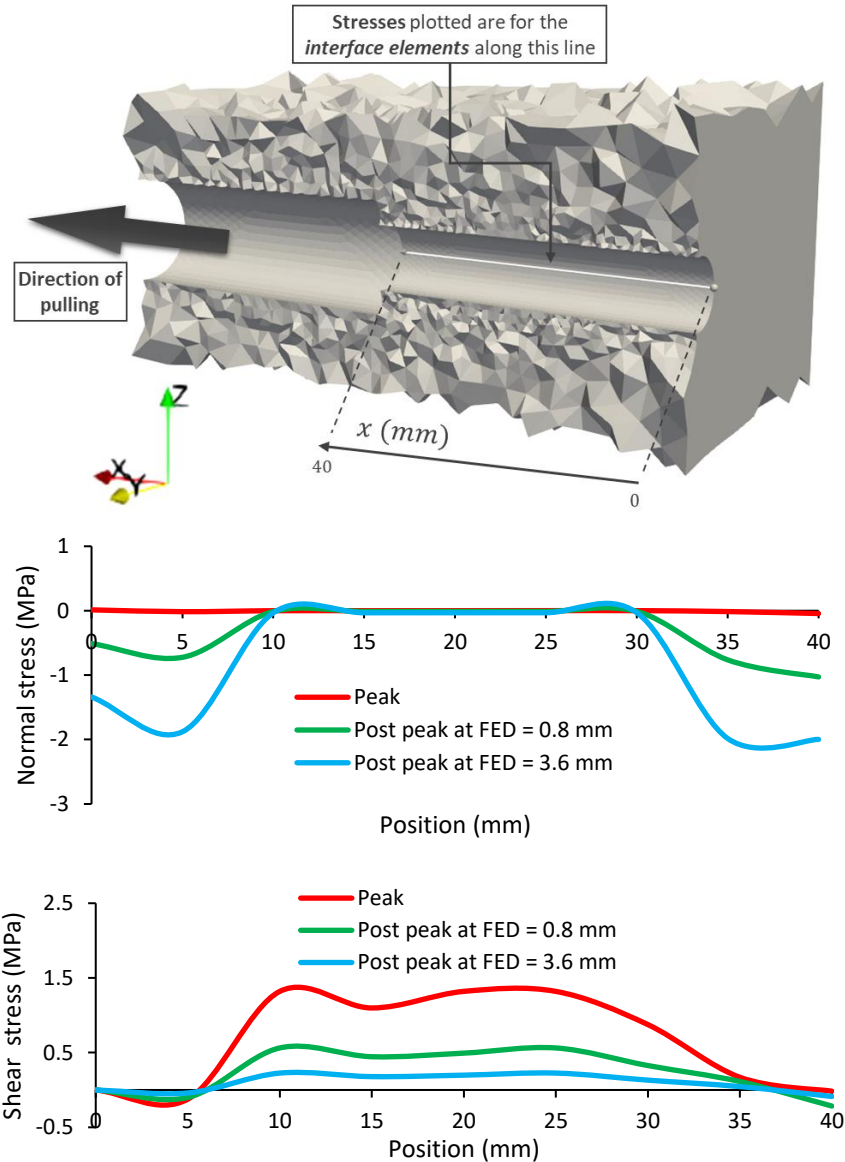 Stresses plotted are for the
interface elements along this line
Direction of
pulling
Z
X
Y
x (mm)
40
0
1
0
-1
-2
-3
0 5 10 15 20 25 30 35 40
Normal stress (MPa)
Peak
Post peak at FED = 0.8 mm
Post peak at FED = 3.6 mm
Position (mm)
2.5
1.5
0.5
-0.5
Shear stress (MPa)
Peak
Post peak at FED = 0.8 mm
Post peak at FED = 3.6 mm
0 5 10 15 20 25 30 35 40
Position (mm)